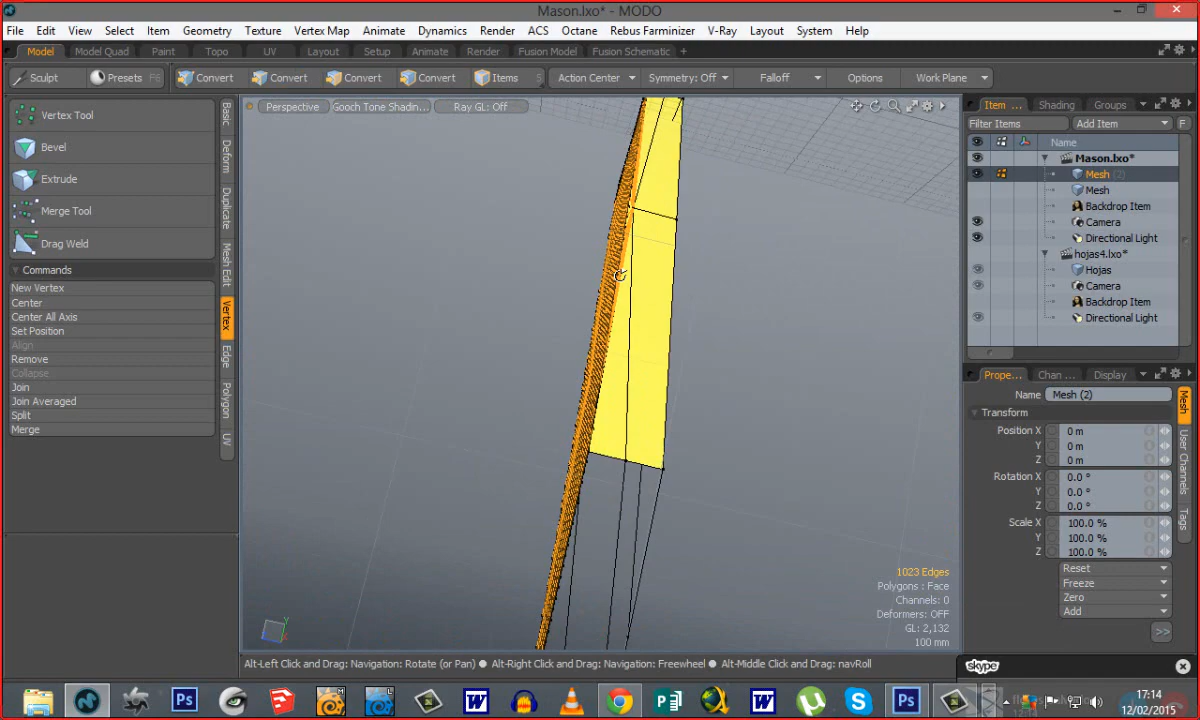 Mason.lxo* - MODO
File Edit View Select Item Geometry Texture Vertex Map Animate Dynamics Render ACS Octane Rebus Farminizer V-Ray Layout System Help
Model Model Quad Paint Topo UV Layout Setup Animate Render Fusion Model Fusion Schematic +
Sculpt Presets F6 Convert Convert Convert Convert Items 5 Action Center Symmetry: Off Falloff Options Work Plane
Perspective Gooch Tone Shadin... Ray GL: Off
Vertex Tool
Bevel
Extrude
Merge Tool
Drag Weld
Commands
New Vertex
Center
Center All Axis
Set Position
Align
Remove
Collapse
Join
Join Averaged
Split
Merge
Basic
Deform
Duplicate
Mesh Edit
Vertex
Edge
Polygon
UV
1023 Edges
Polygons : Face
Channels: 0
Deformers: OFF
GL: 2,132
100 mm
Item ... Shading Groups
Filter Items Add Item F
Name
Mason.lxo*
Mesh (2)
Mesh
Backdrop Item
Camera
Directional Light
hojas4.lxo*
Hojas
Camera
Backdrop Item
Directional Light
Prope... Chan ... Display
Name Mesh (2)
Transform
Position X 0 m
Y 0 m
Z 0 m
Rotation X 0.0 °
Y 0.0 °
Z 0.0 °
Scale X 100.0 %
Y 100.0 %
Z 100.0 %
Reset
Freeze
Zero
Add
>>
Mesh
User Channels
Tags
Alt-Left Click and Drag: Navigation: Rotate (or Pan) ● Alt-Right Click and Drag: Navigation: Freewheel ● Alt-Middle Click and Drag: navRoll
skype
17:14
12/02/2015